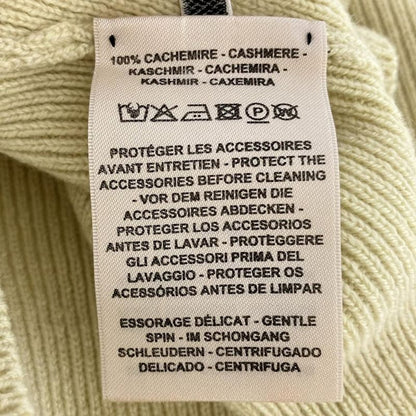 100% CACHEMIRE - CASHMERE -
KASCHMIR - CACHEMIRA -
KASHMIR - CAXEMIRA
PROTÉGER LES ACCESSOIRES
AVANT ENTRETIEN - PROTECT THE
ACCESSORIES BEFORE CLEANING
- VOR DEM REINIGEN DIE
ACCESSOIRES ABDECKEN -
PROTEGER LOS ACCESORIOS
ANTES DE LAVAR - PROTEGGERE
GLI ACCESSORI PRIMA DEL
LAVAGGIO - PROTEGER OS
ACESSÓRIOS ANTES DE LIMPAR
ESSORAGE DÉLICAT - GENTLE
SPIN - IM SCHONGANG
SCHLEUDERN - CENTRIFUGADO
DELICADO - CENTRIFUGA